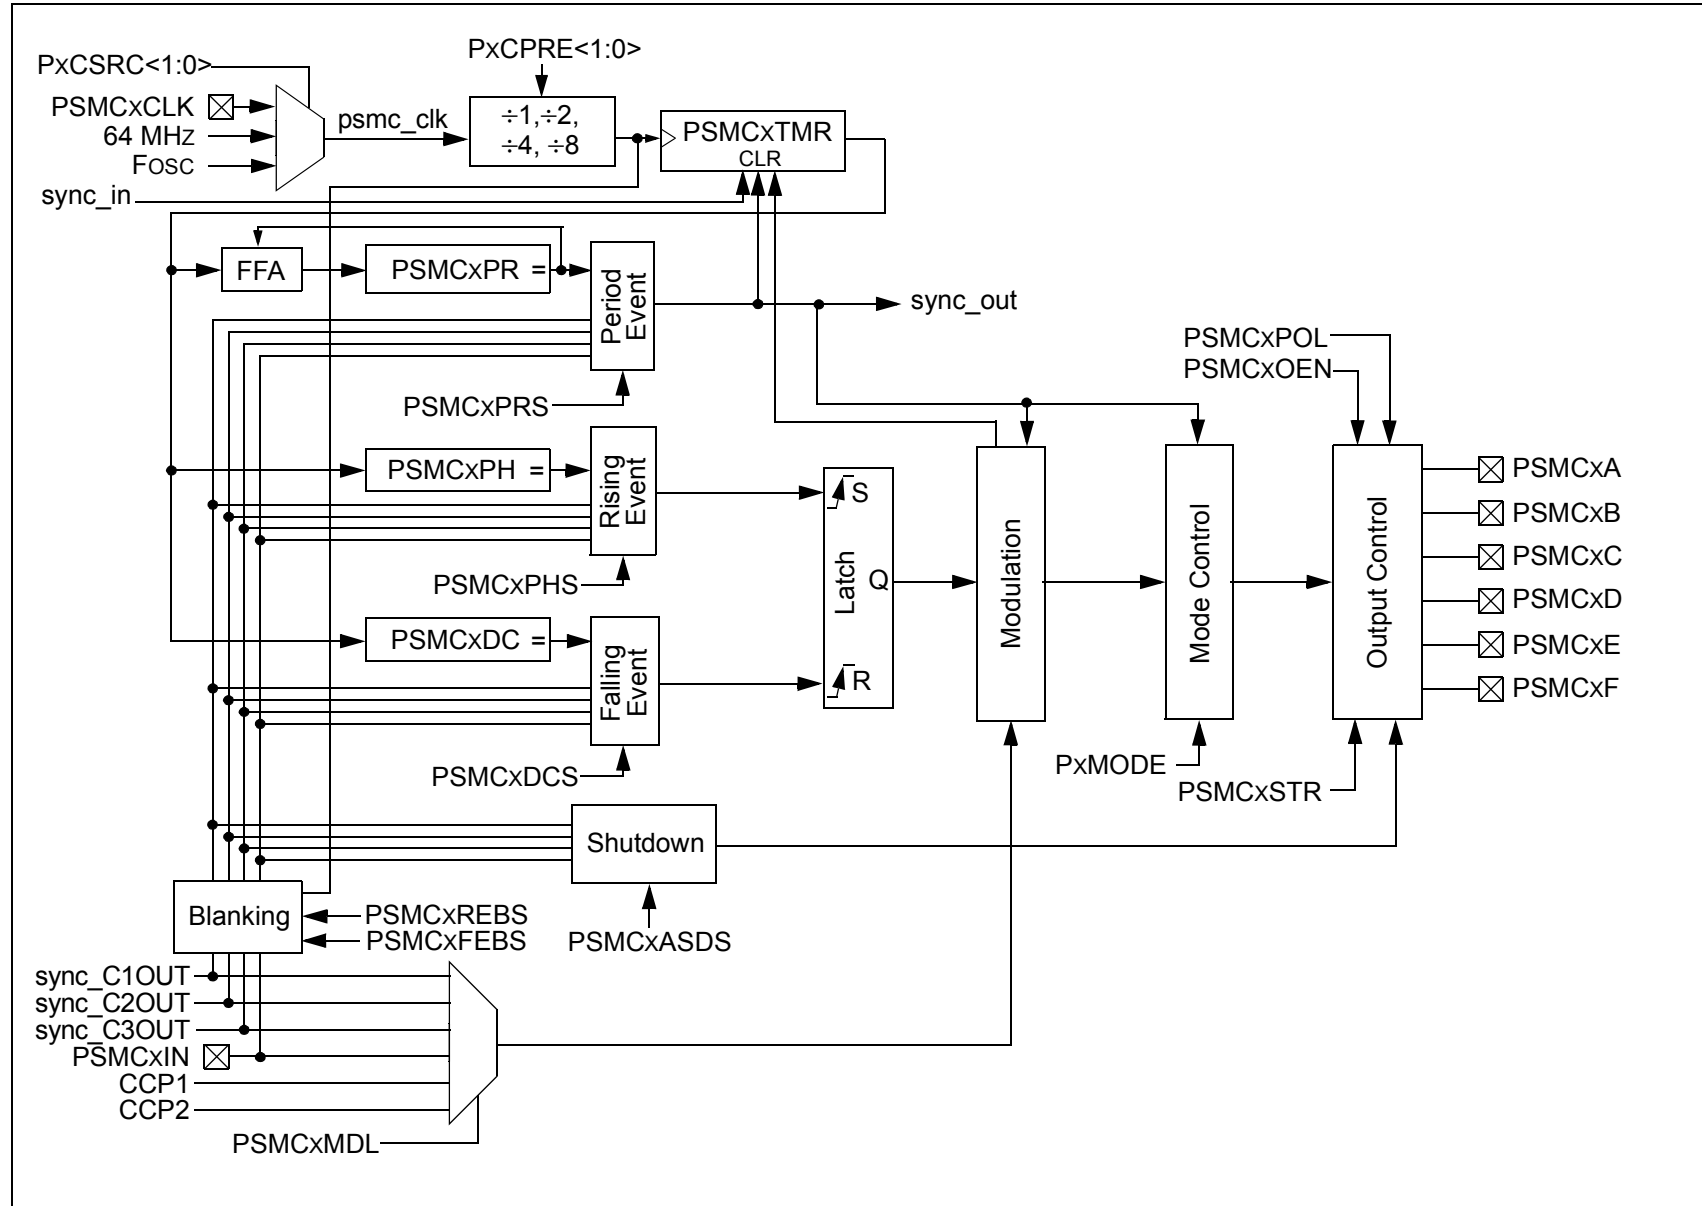 PxCPRE<1:0>
PxCSRC<1:0>
PSMCxCLK
64 MHz
FOSC
psmc_clk
÷1,÷2,
÷4, ÷8
PSMCxTMR
CLR
sync_in
FFA
PSMCxPR =
Period
Event
sync_out
PSMCxPRS
PSMCxPOL
PSMCxOEN
PSMCxPH =
Rising
Event
PSMCxPHS
PSMCxDC =
Falling
Event
PSMCxDCS
S
Latch
Q
R
Modulation
Mode Control
Output Control
PSMCxA
PSMCxB
PSMCxC
PSMCxD
PSMCxE
PSMCxF
PxMODE
PSMCxSTR
Shutdown
PSMCxASDS
Blanking
PSMCxREBS
PSMCxFEBS
sync_C1OUT
sync_C2OUT
sync_C3OUT
PSMCxIN
CCP1
CCP2
PSMCxMDL